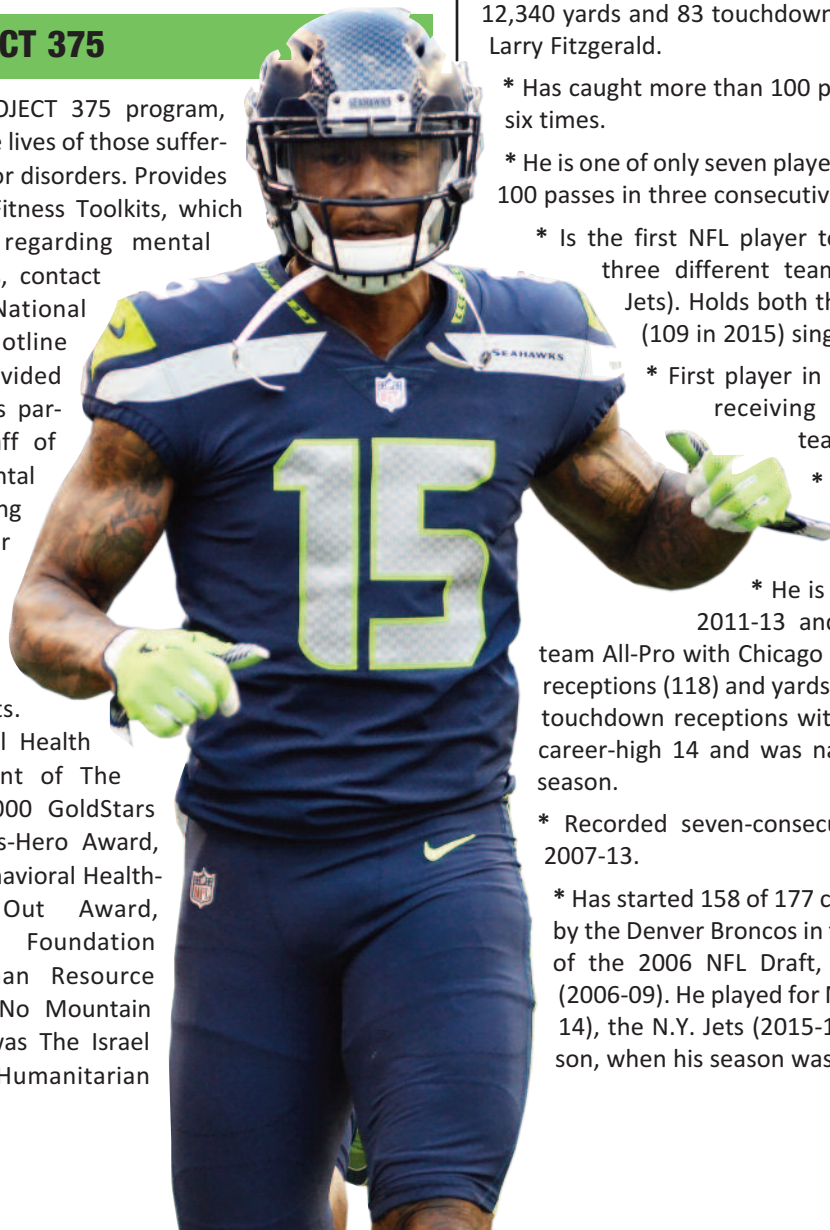 CT 375
OJECT 375 program,
e lives of those suffer-
or disorders. Provides
Fitness Toolkits, which
regarding mental
s, contact
National
otline
vided
s par-
aff of
ntal
ng
r
ts.
l Health
nt of The
000 GoldStars
s-Hero Award,
havioral Health-
Out Award,
Foundation
an Resource
No Mountain
was The Israel
Humanitarian
SEAHAWKS
SEAHAWKS
NFL
15
NFL
12,340 yards and 83 touchdown
Larry Fitzgerald.
* Has caught more than 100 p
six times.
* He is one of only seven playe
100 passes in three consecutiv
* Is the first NFL player to
three different team
Jets). Holds both th
(109 in 2015) sing
* First player in
receiving
tea
*
* He is
2011-13 and
team All-Pro with Chicago
receptions (118) and yards
touchdown receptions wit
career-high 14 and was na
season.
* Recorded seven-consecu
2007-13.
* Has started 158 of 177 c
by the Denver Broncos in
of the 2006 NFL Draft,
(2006-09). He played for
14), the N.Y. Jets (2015-1
son, when his season was